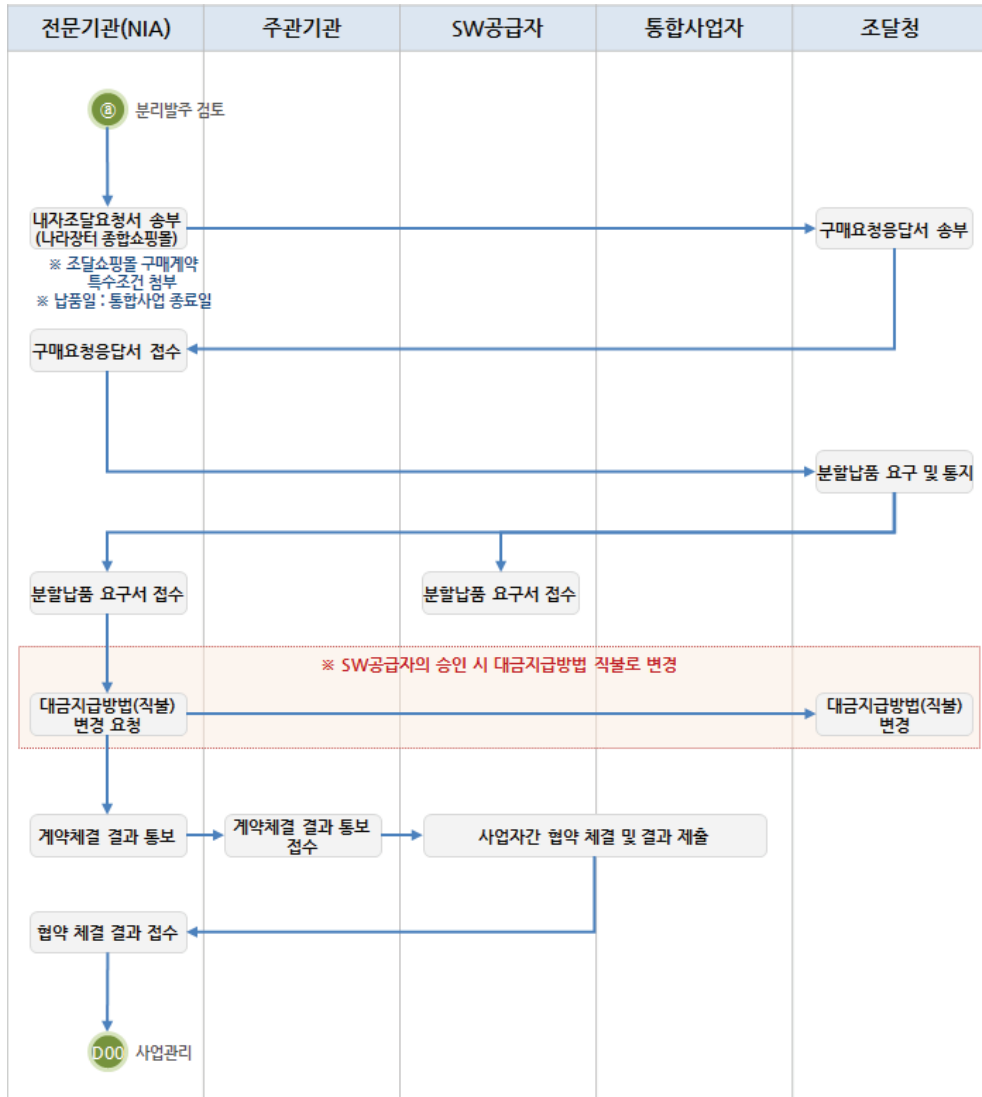 전문기관(NIA)
주관기관
SW공급자
통합사업자
조달청
ⓐ
분리발주 검토
내자조달요청서 송부
(나라장터 종합쇼핑몰)
구매요청응답서 송부
※ 조달쇼핑몰 구매계약
특수조건 첨부
※ 납품일 : 통합사업 종료일
구매요청응답서 접수
분할납품 요구 및 통지
분할납품 요구서 접수
분할납품 요구서 접수
※ SW공급자의 승인 시 대금지급방법 직불로 변경
대금지급방법(직불)
변경 요청
대금지급방법(직불)
변경
계약체결 결과 통보
계약체결 결과 통보
접수
사업자간 협약 체결 및 결과 제출
협약 체결 결과 접수
D00
사업관리